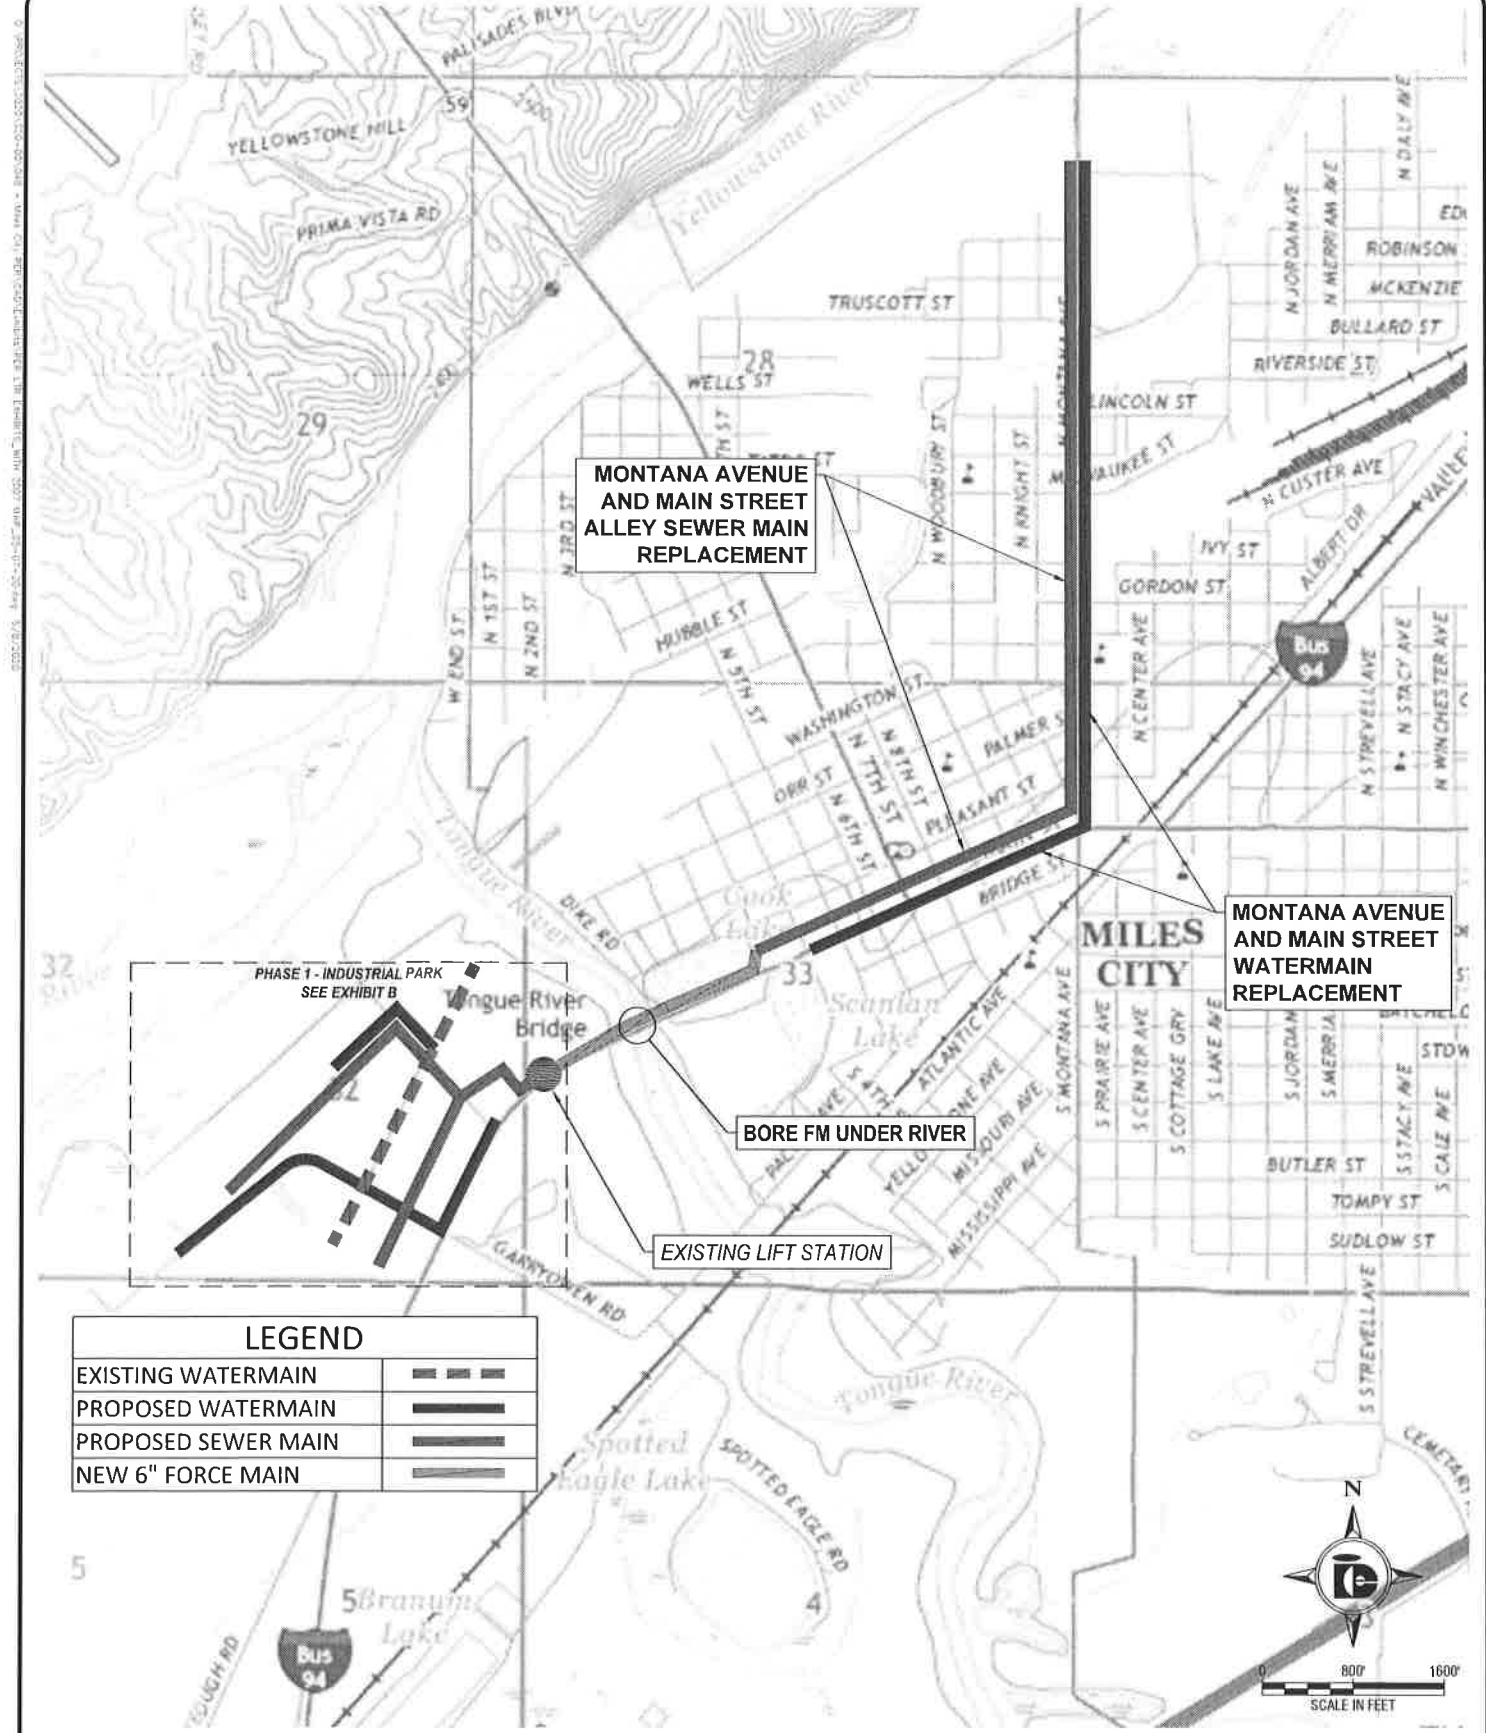 PALISADES BLVD
59
2500
YELLOWSTONE HILL
PRIMA VISTA RD
Yellowstone River
N DALY AVE
N JORDAN AVE
N MERRIAM AVE
ROBINSON
MCKENZIE
BULLARD ST
RIVERSIDE ST
TRUSCOTT ST
28
WELLS ST
29
LINCOLN ST
N CUSTER AVE
ALBERT DR
VALLEY
MONTANA AVENUE
AND MAIN STREET
ALLEY SEWER MAIN
REPLACEMENT
N WOODBURY ST
N KNIGHT ST
N 3RD ST
N 1ST ST
N 2ND ST
W END ST
IVY ST
GORDON ST
HUBBLE ST
N 5TH ST
Bus
94
N CENTER AVE
N STREVELL AVE
N STACY AVE
N WINCHESTER AVE
WASHINGTON ST
N 8TH ST
N 7TH ST
PALMER S
ORR ST
N 6TH ST
PLEASANT ST
BRIDGE ST
Tongue River
DIKE RD
Cook
Lake
MILES
CITY
33
MONTANA AVENUE
AND MAIN STREET
WATERMAIN
REPLACEMENT
32
River
PHASE 1 - INDUSTRIAL PARK
SEE EXHIBIT B
Tongue River
Bridge
32
Scanlan
Lake
ATLANTIC AVE
S 4TH
S MONTANA AVE
S PRAIRIE AVE
S CENTER AVE
S COTTAGE GRV
S LAKE AVE
S JORDAN
S MERRIA
S STACY AVE
S CALE AVE
STOW
BORE FM UNDER RIVER
MISSOURI AVE
MISSISSIPPI AVE
BUTLER ST
TOMPY ST
SUDLOW ST
EXISTING LIFT STATION
GARRYOWEN RD
S STREVELL AVE
LEGEND
EXISTING WATERMAIN
PROPOSED WATERMAIN
PROPOSED SEWER MAIN
NEW 6" FORCE MAIN
Tongue River
Spotted
Eagle Lake
SPOTTED EAGLE RD
CEMETARY
N
5
5
Branum
Lake
4
Bus
94
0 800' 1600'
SCALE IN FEET